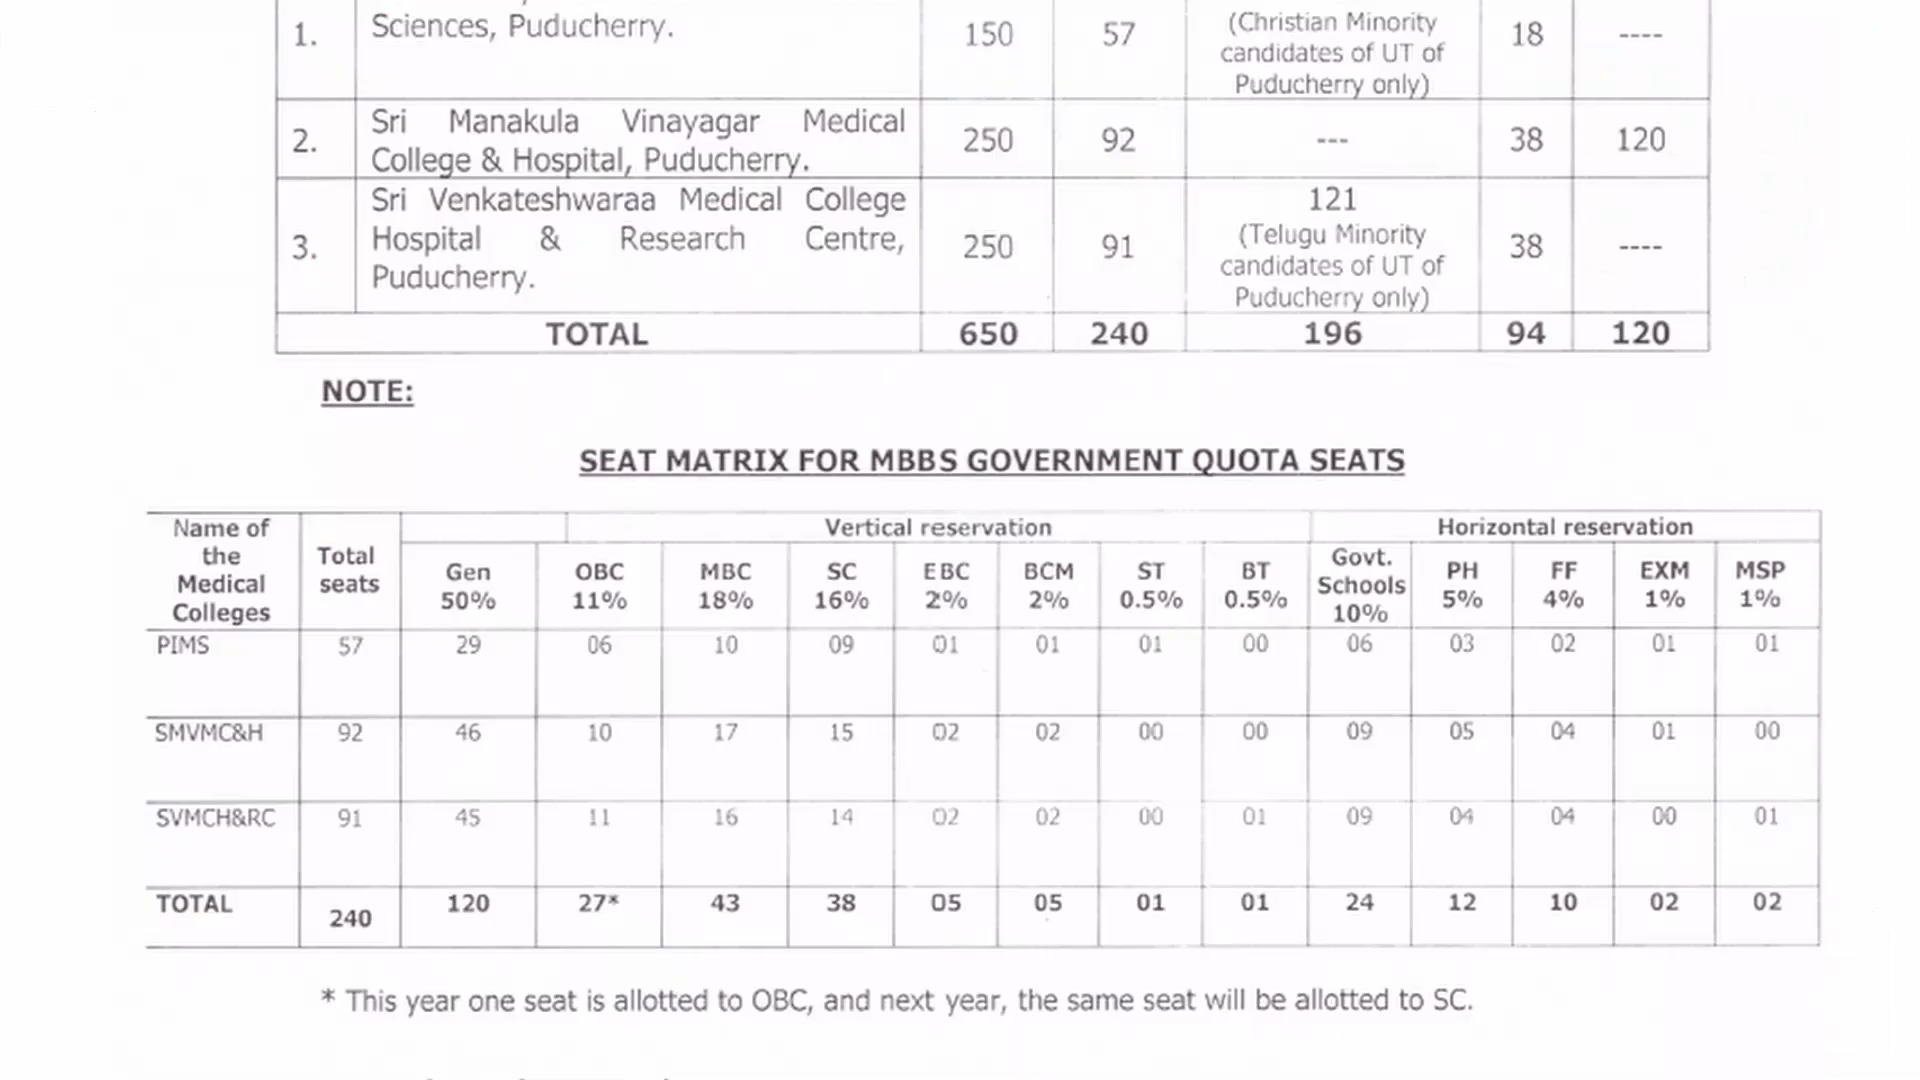 1. Sciences, Puducherry. 150 57 (Christian Minority candidates of UT of Puducherry only) 18 ----
2. Sri Manakula Vinayagar Medical College & Hospital, Puducherry. 250 92 --- 38 120
3. Sri Venkateshwaraa Medical College Hospital & Research Centre, Puducherry. 250 91 121 (Telugu Minority candidates of UT of Puducherry only) 38 ----
TOTAL 650 240 196 94 120
NOTE:
SEAT MATRIX FOR MBBS GOVERNMENT QUOTA SEATS
Name of the Medical Colleges Total seats Vertical reservation Horizontal reservation
Gen 50% OBC 11% MBC 18% SC 16% EBC 2% BCM 2% ST 0.5% BT 0.5% Govt. Schools 10% PH 5% FF 4% EXM 1% MSP 1%
PIMS 57 29 06 10 09 01 01 01 00 06 03 02 01 01
SMVMC&H 92 46 10 17 15 02 02 00 00 09 05 04 01 00
SVMCH&RC 91 45 11 16 14 02 02 00 01 09 04 04 00 01
TOTAL 240 120 27* 43 38 05 05 01 01 24 12 10 02 02
* This year one seat is allotted to OBC, and next year, the same seat will be allotted to SC.